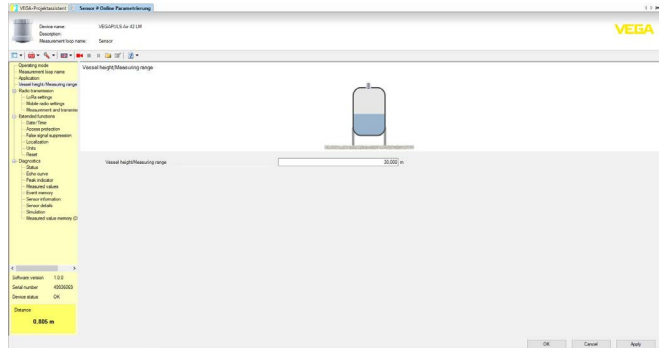 VEGA-Projektassistent
Sensor # Online Parametrierung
Device name: VEGAPULS Air 42 LM
Description:
Measurement loop name: Sensor
VEGA
Operating mode
Measurement loop name
Application
Vessel height/Measuring range
Radio transmission
LoRa settings
Mobile radio settings
Measurement and transmis
Extended functions
Date/Time
Access protection
False signal suppression
Localization
Units
Reset
Diagnostics
Status
Echo curve
Peak indicator
Measured values
Event memory
Sensor information
Sensor details
Simulation
Measured value memory (D
Vessel height/Measuring range
Vessel height/Measuring range 30,000 m
Software version 1.0.0
Serial number
Device status OK
Distance
0,805 m
OK Cancel Apply